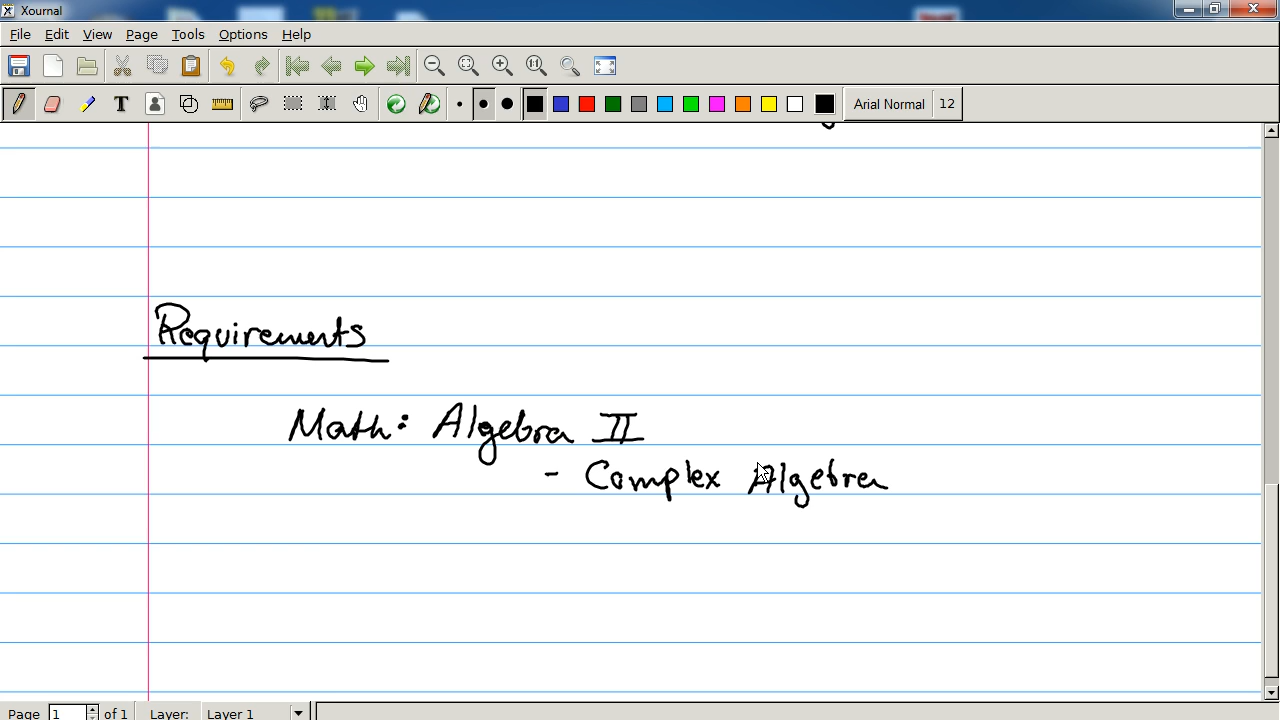 Xournal
File Edit View Page Tools Options Help
T Arial Normal 12
Requirements
Math: Algebra II
- Complex Algebra
Page 1 of 1 Layer: Layer 1